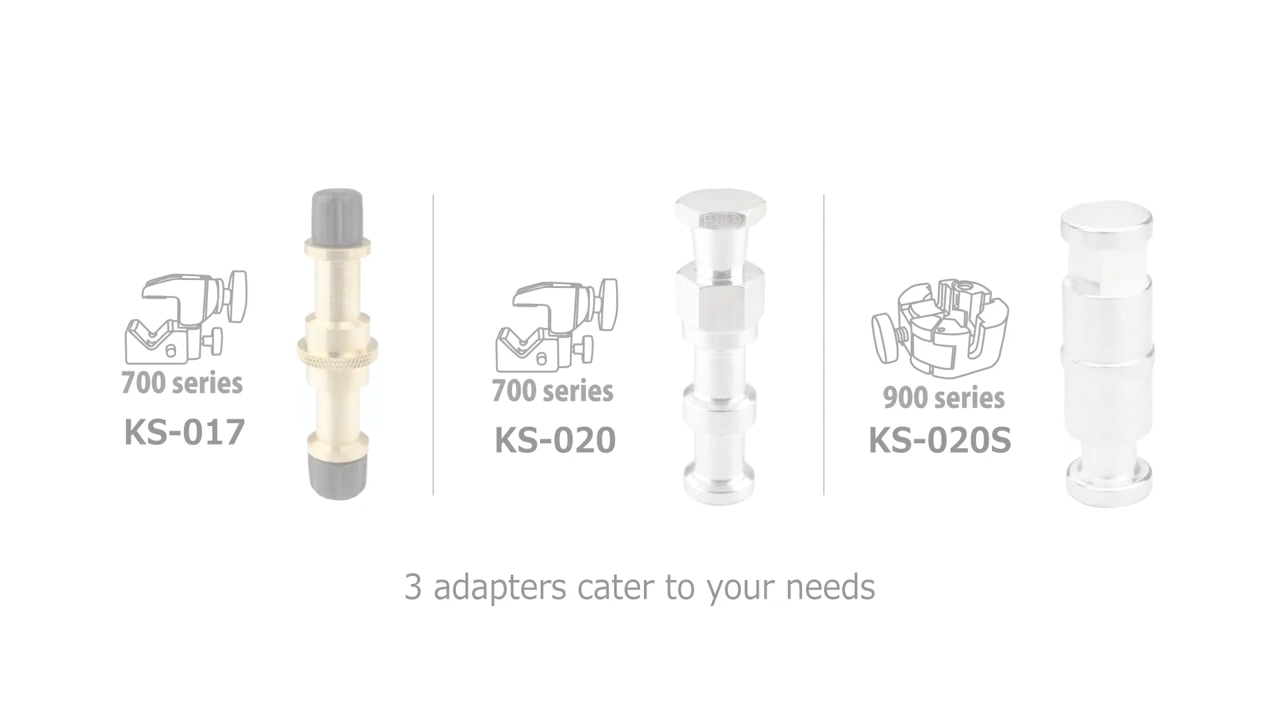 700 series
KS-017
700 series
KS-020
900 series
KS-020S
3 adapters cater to your needs